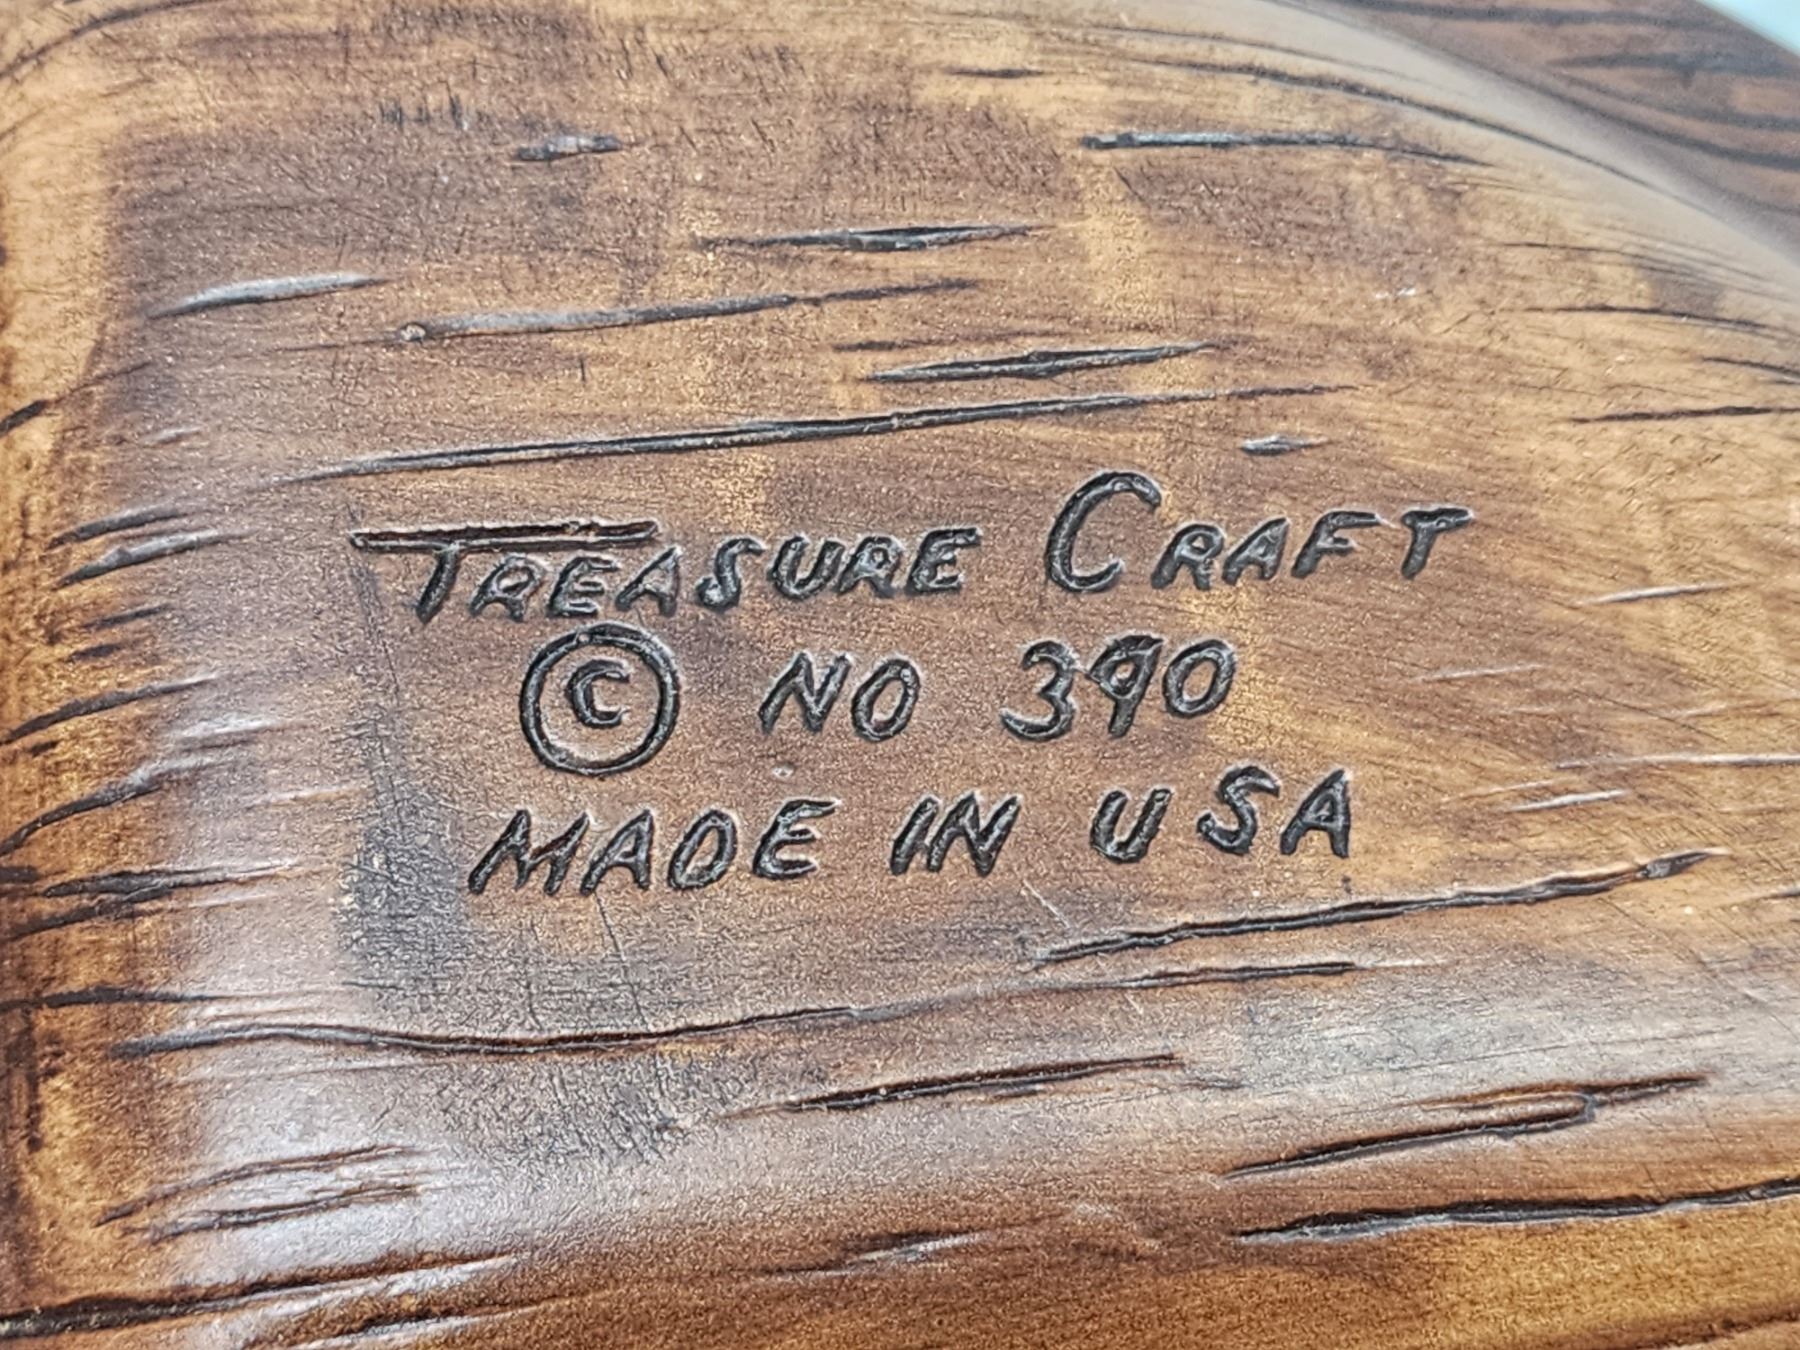 TREASURE CRAFT
© NO 390
MADE IN USA